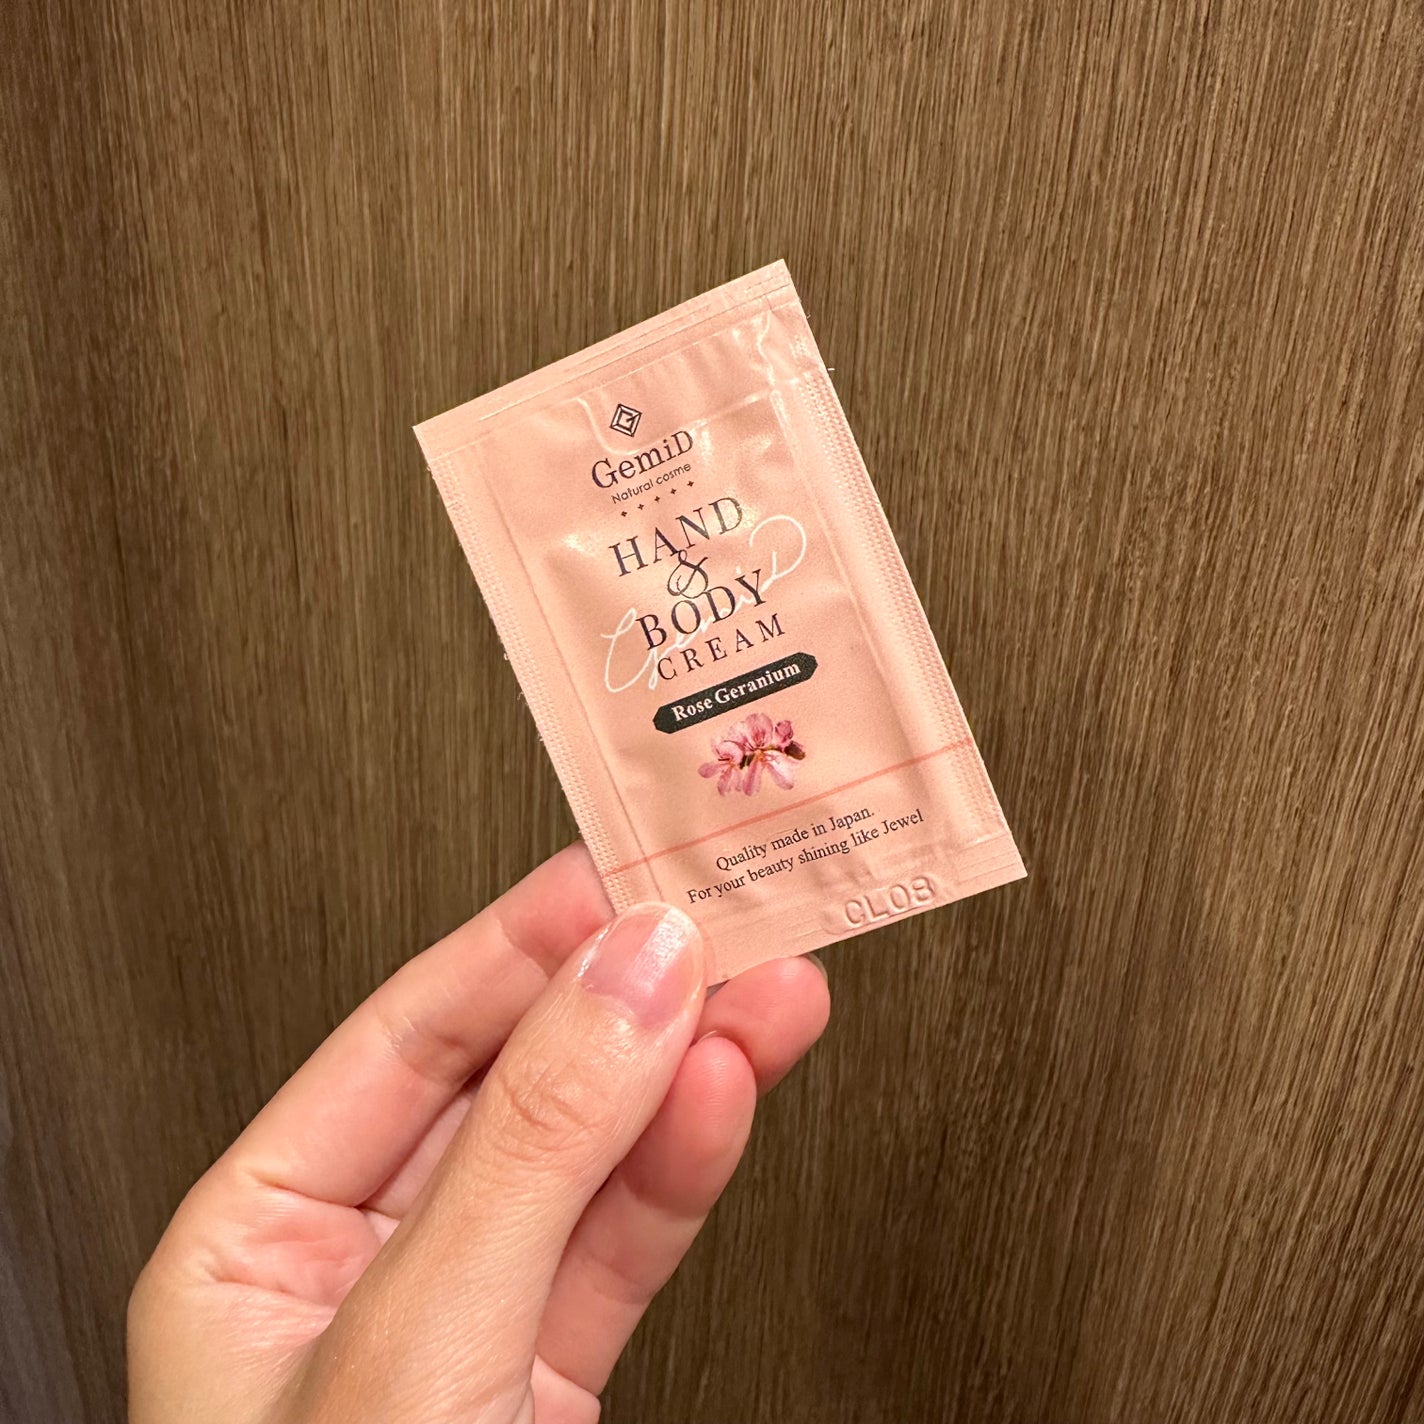 GemiD
Natural cosme
HAND
&
BODY
GemiD
CREAM
Rose Geranium
Quality made in Japan.
For your beauty shining like Jewel
CL08